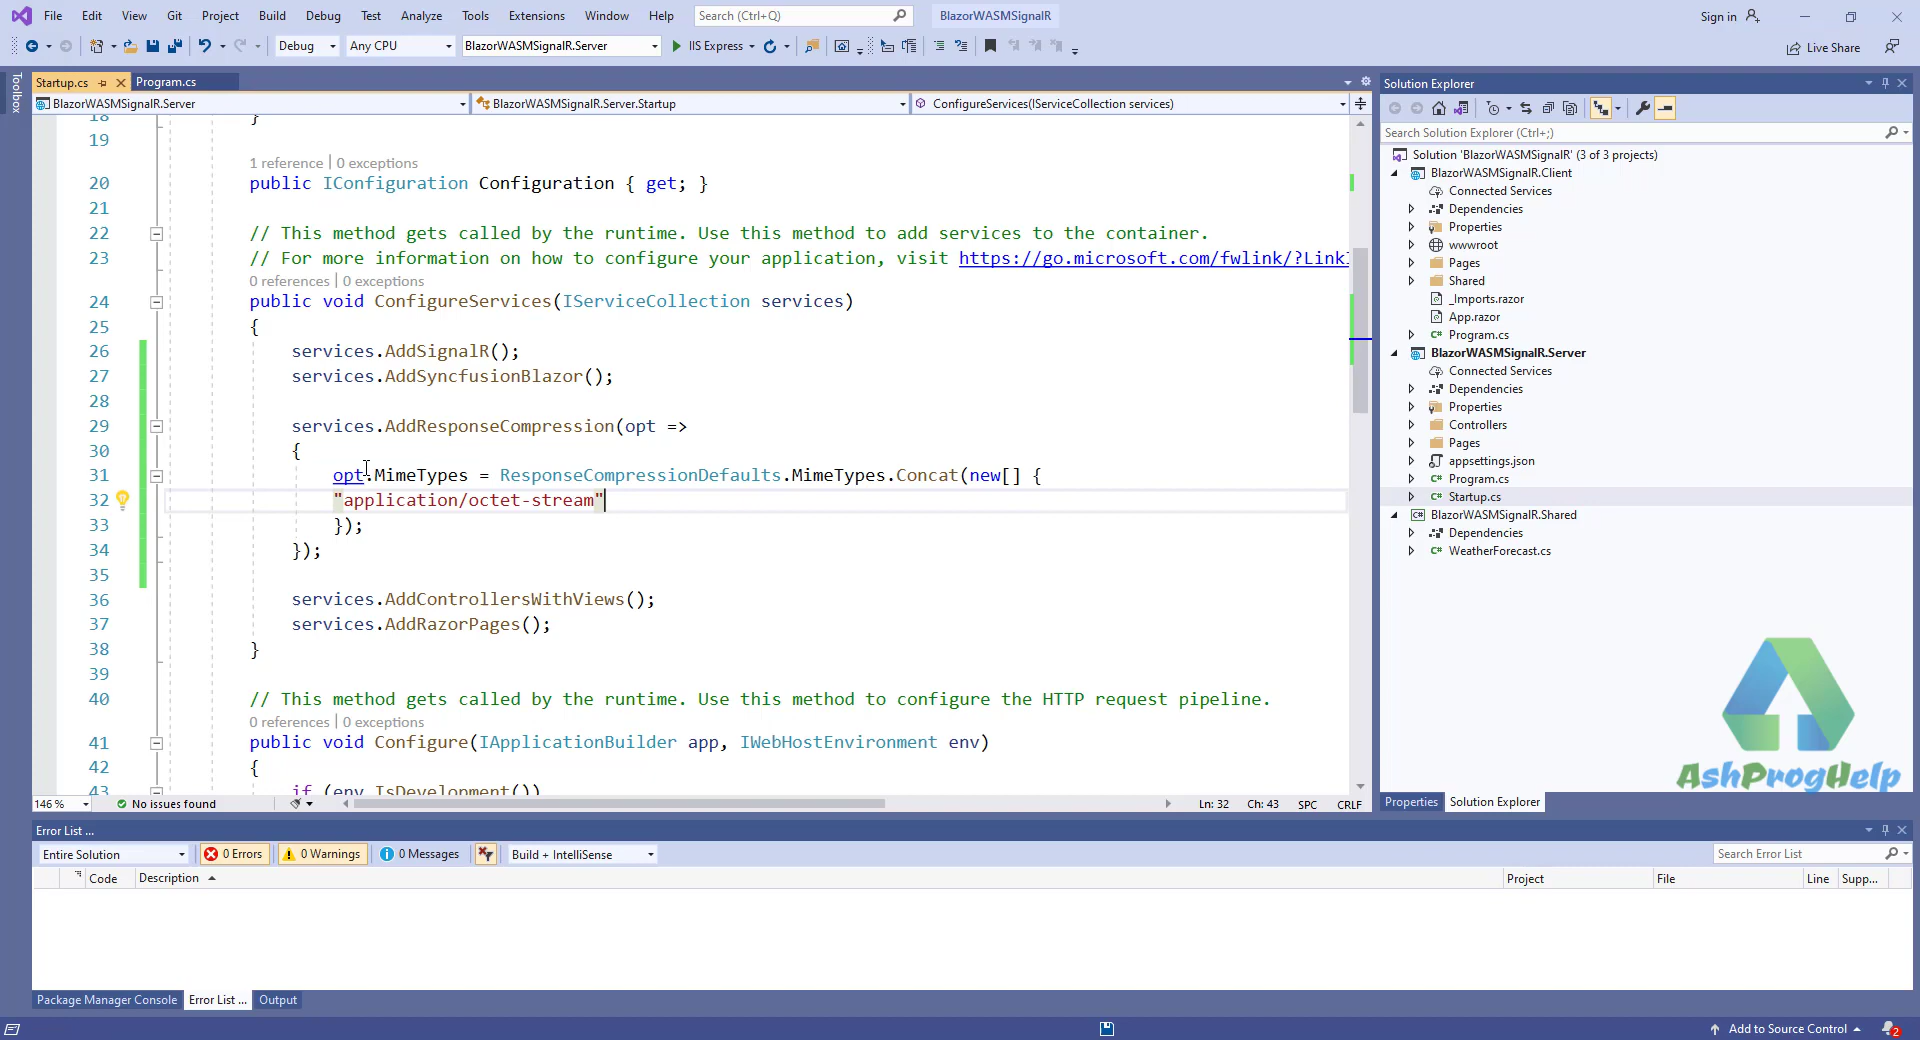 File Edit View Git Project Build Debug Test Analyze Tools Extensions Window Help Search (Ctrl+Q) BlazorWASMSignalR Sign in
Debug Any CPU BlazorWASMSignalR.Server IIS Express Live Share
Toolbox
Startup.cs Program.cs
BlazorWASMSignalR.Server BlazorWASMSignalR.Server.Startup ConfigureServices(IServiceCollection services)
18 }
19
1 reference | 0 exceptions
20 public IConfiguration Configuration { get; }
21
22 // This method gets called by the runtime. Use this method to add services to the container.
23 // For more information on how to configure your application, visit https://go.microsoft.com/fwlink/?Link
0 references | 0 exceptions
24 public void ConfigureServices(IServiceCollection services)
25 {
26 services.AddSignalR();
27 services.AddSyncfusionBlazor();
28
29 services.AddResponseCompression(opt =>
30 {
31 opt.MimeTypes = ResponseCompressionDefaults.MimeTypes.Concat(new[] {
32 "application/octet-stream"
33 });
34 });
35
36 services.AddControllersWithViews();
37 services.AddRazorPages();
38 }
39
40 // This method gets called by the runtime. Use this method to configure the HTTP request pipeline.
0 references | 0 exceptions
41 public void Configure(IApplicationBuilder app, IWebHostEnvironment env)
42 {
43 if (env.IsDevelopment())
146 % No issues found Ln: 32 Ch: 43 SPC CRLF
Solution Explorer
Search Solution Explorer (Ctrl+;)
Solution 'BlazorWASMSignalR' (3 of 3 projects)
BlazorWASMSignalR.Client
Connected Services
Dependencies
Properties
wwwroot
Pages
Shared
_Imports.razor
App.razor
Program.cs
BlazorWASMSignalR.Server
Connected Services
Dependencies
Properties
Controllers
Pages
appsettings.json
Program.cs
Startup.cs
BlazorWASMSignalR.Shared
Dependencies
WeatherForecast.cs
AshProgHelp
Properties Solution Explorer
Error List ...
Entire Solution 0 Errors 0 Warnings 0 Messages Build + IntelliSense Search Error List
Code Description Project File Line Supp...
Package Manager Console Error List ... Output
Add to Source Control 2